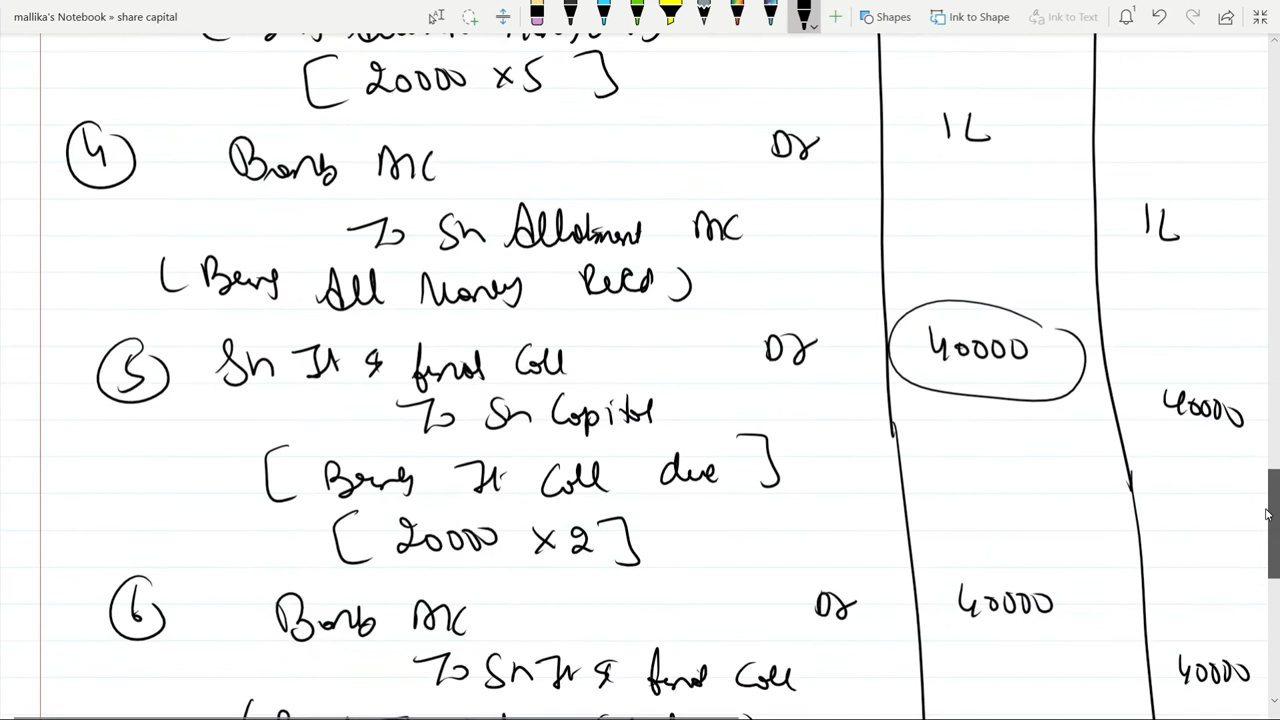 mallika's Notebook » share capital
Shapes
Ink to Shape
Ink to Text
[ 20000 × 5 ]
4 Bank A/C Dr 1L
To Sh Allotment A/C 1L
( Being All Money Recd )
5 Sh Ist & final Call Dr 40000
To Sh Capital 40000
[ Being Ist Call due ]
[ 20000 × 2 ]
6 Bank A/C Dr 40000
To Sh Ist & final Call 40000